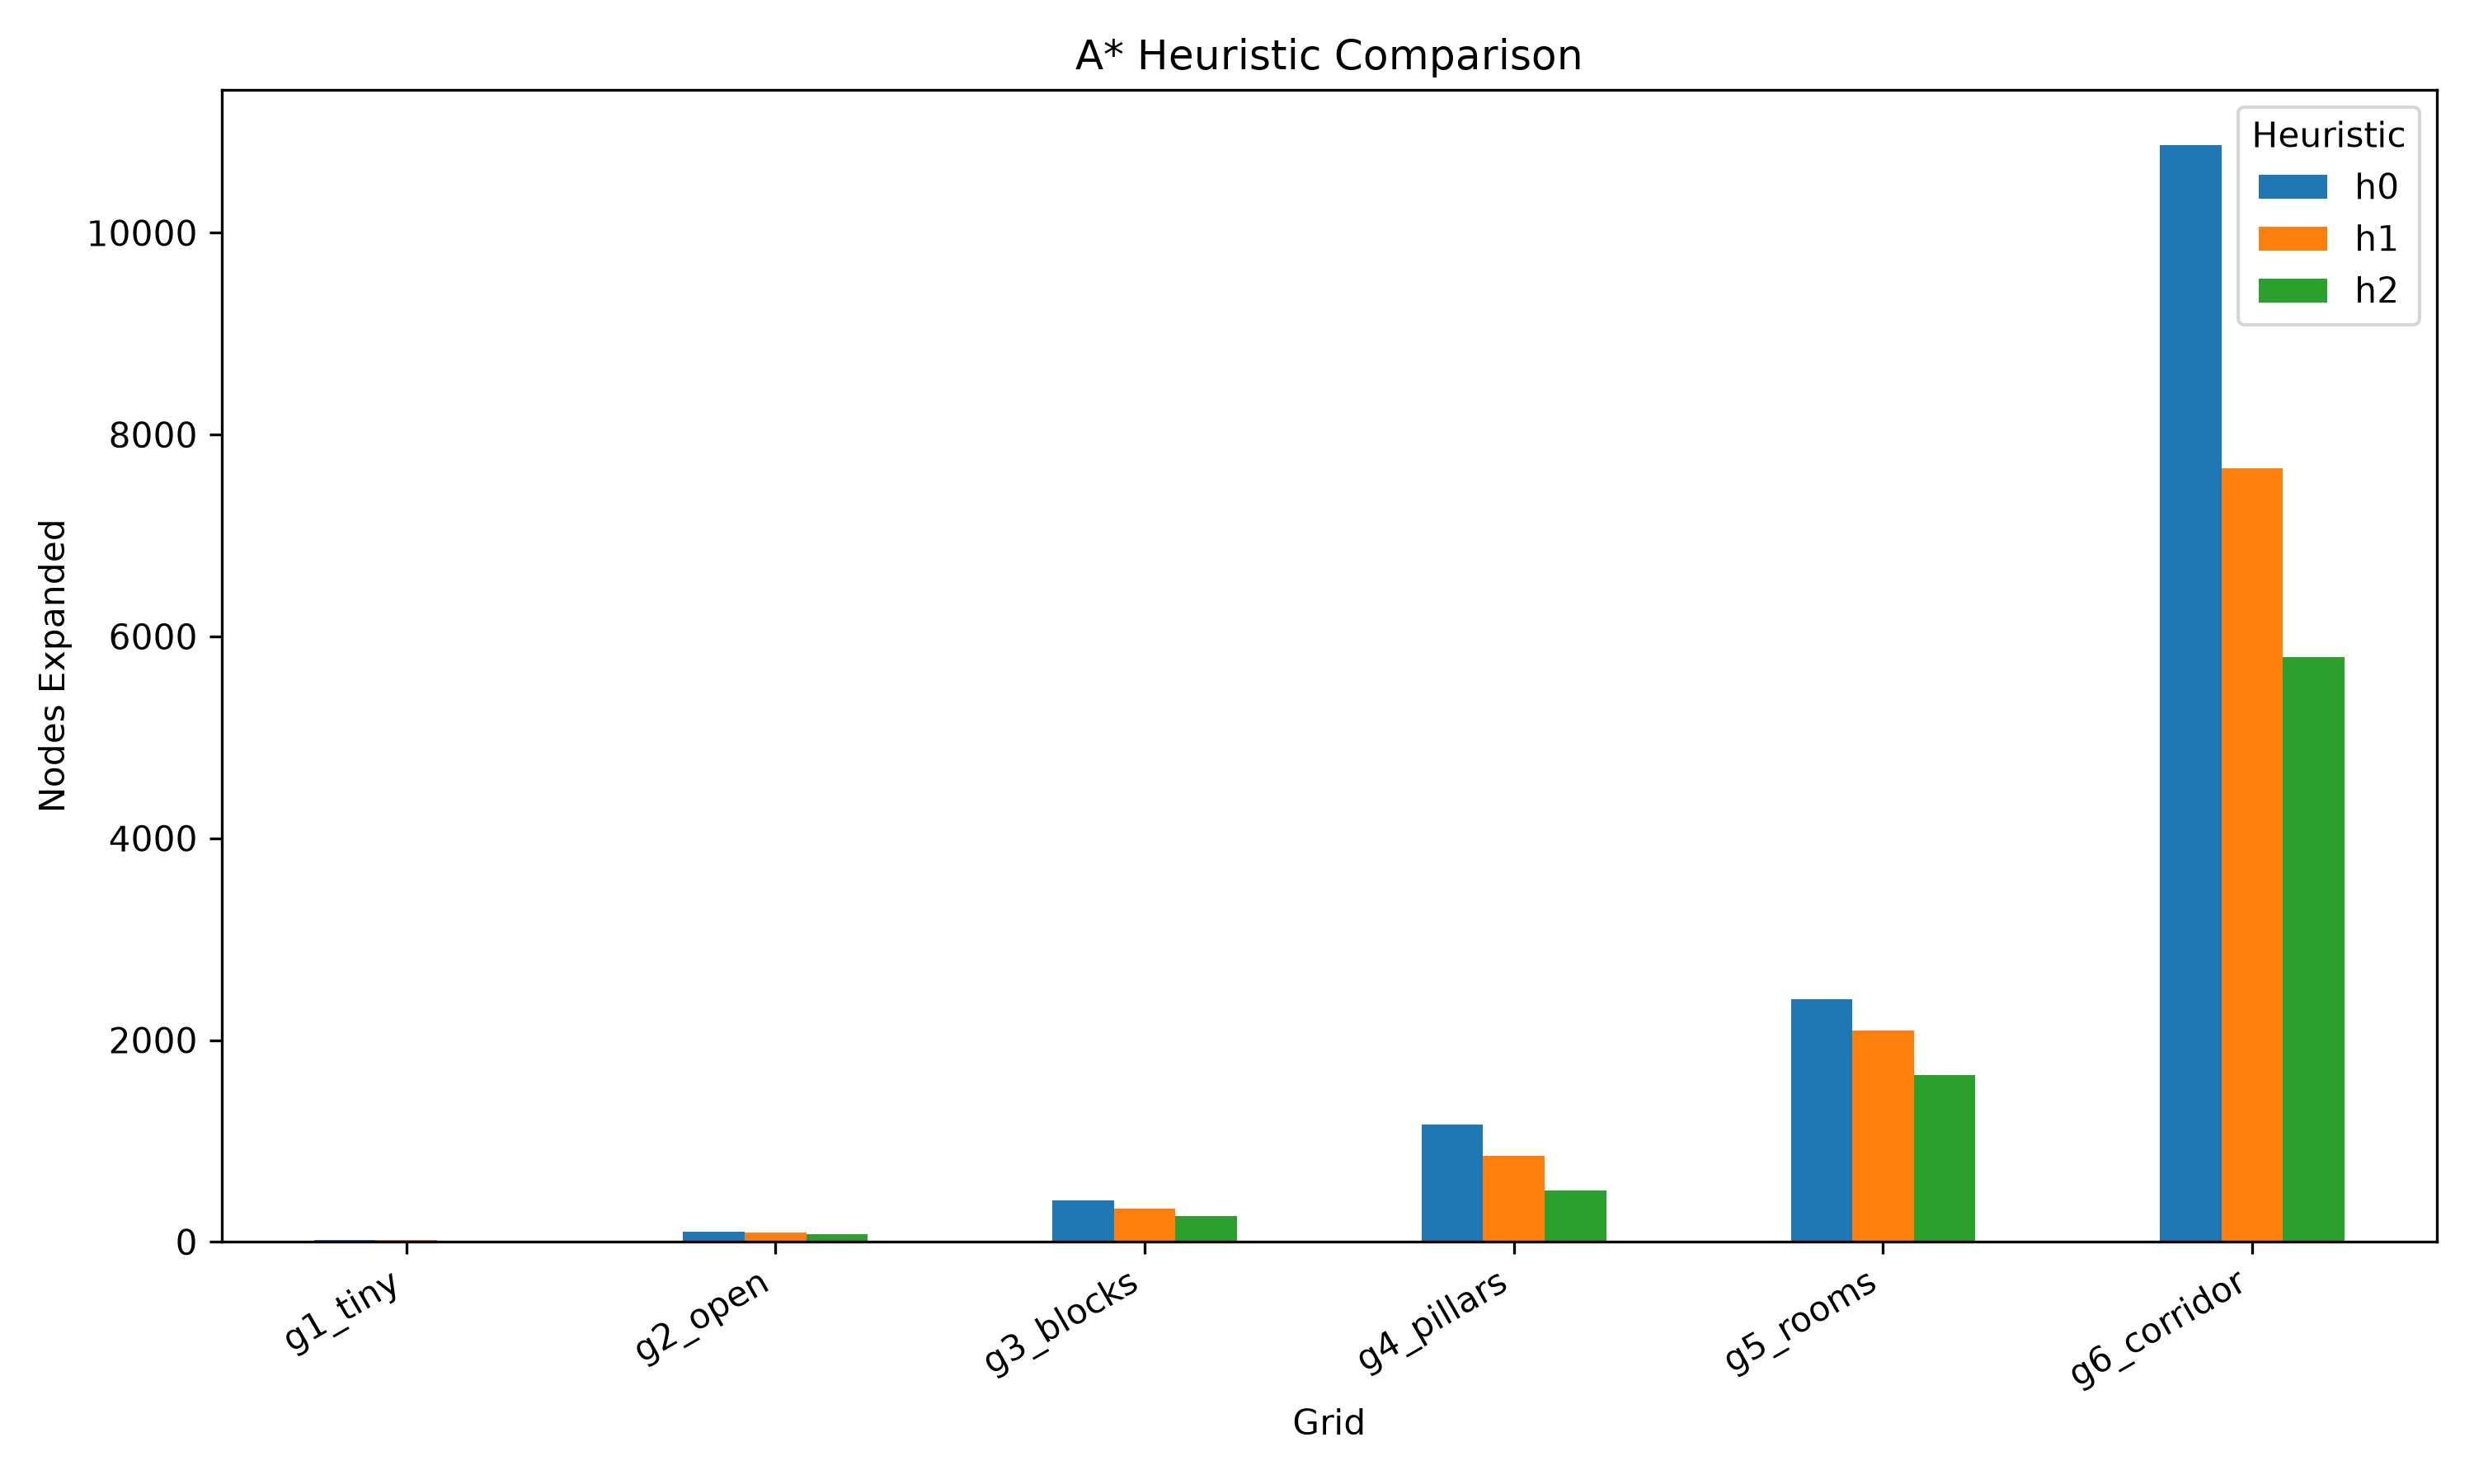 A* Heuristic Comparison
Heuristic
h0
h1
h2
Nodes Expanded
10000
8000
6000
4000
2000
0
g1_tiny
g2_open
g3_blocks
g4_pillars
g5_rooms
g6_corridor
Grid